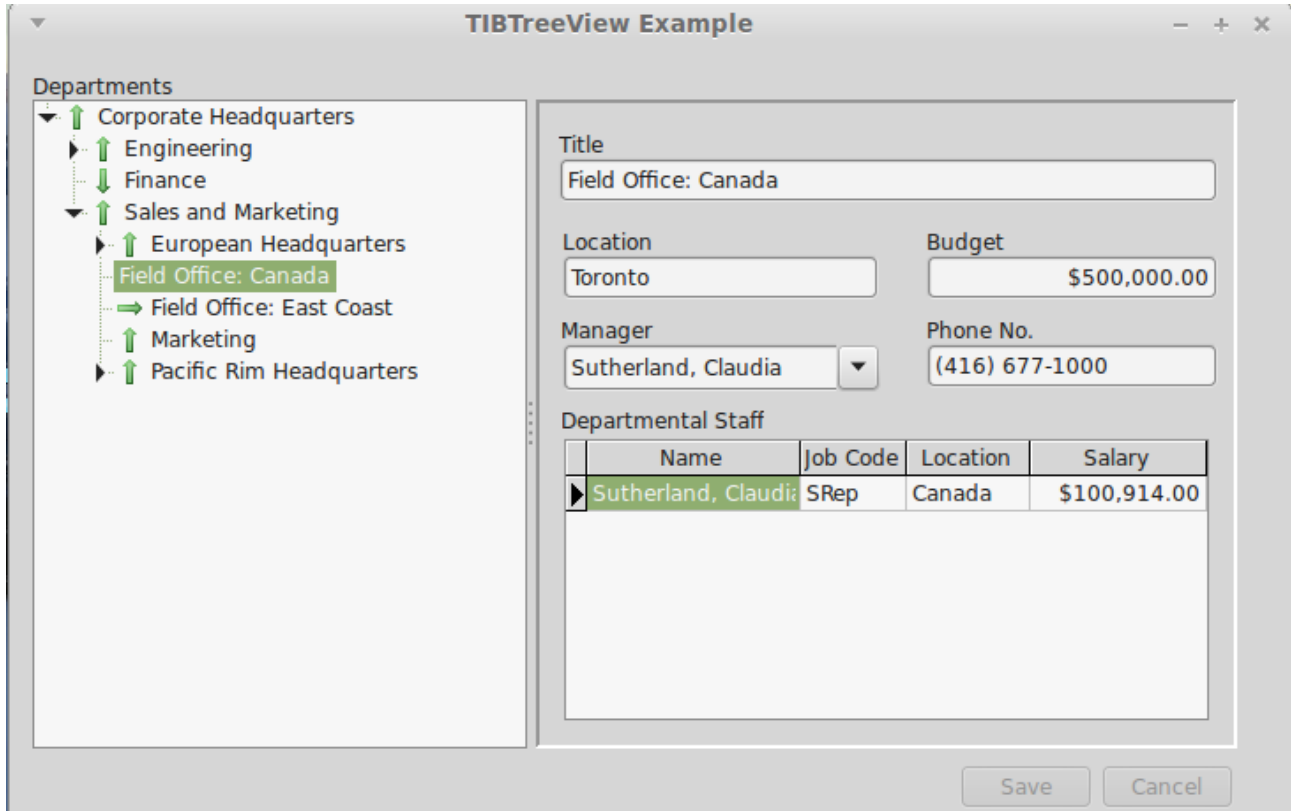 TIBTreeView Example
Departments
Corporate Headquarters
Engineering
Finance
Sales and Marketing
European Headquarters
Field Office: Canada
Field Office: East Coast
Marketing
Pacific Rim Headquarters
Title
Field Office: Canada
Location Budget
Toronto $500,000.00
Manager Phone No.
Sutherland, Claudia (416) 677-1000
Departmental Staff
Name Job Code Location Salary
Sutherland, Claudia SRep Canada $100,914.00
Save Cancel